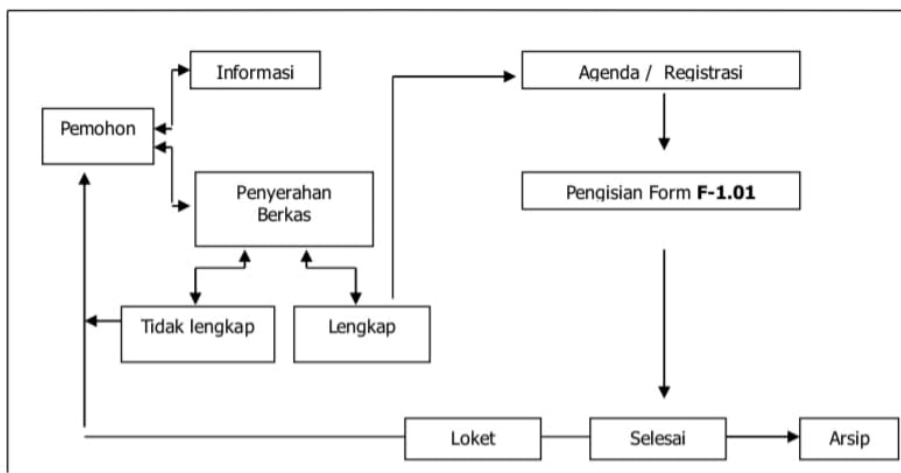 Informasi
Agenda / Registrasi
Pemohon
Penyerahan
Berkas
Pengisian Form F-1.01
Tidak lengkap
Lengkap
Loket
Selesai
Arsip